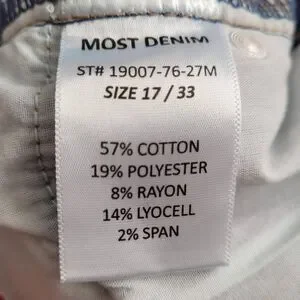 MOST DENIM
ST# 19007-76-27M
SIZE 17 / 33
57% COTTON
19% POLYESTER
8% RAYON
14% LYOCELL
2% SPAN